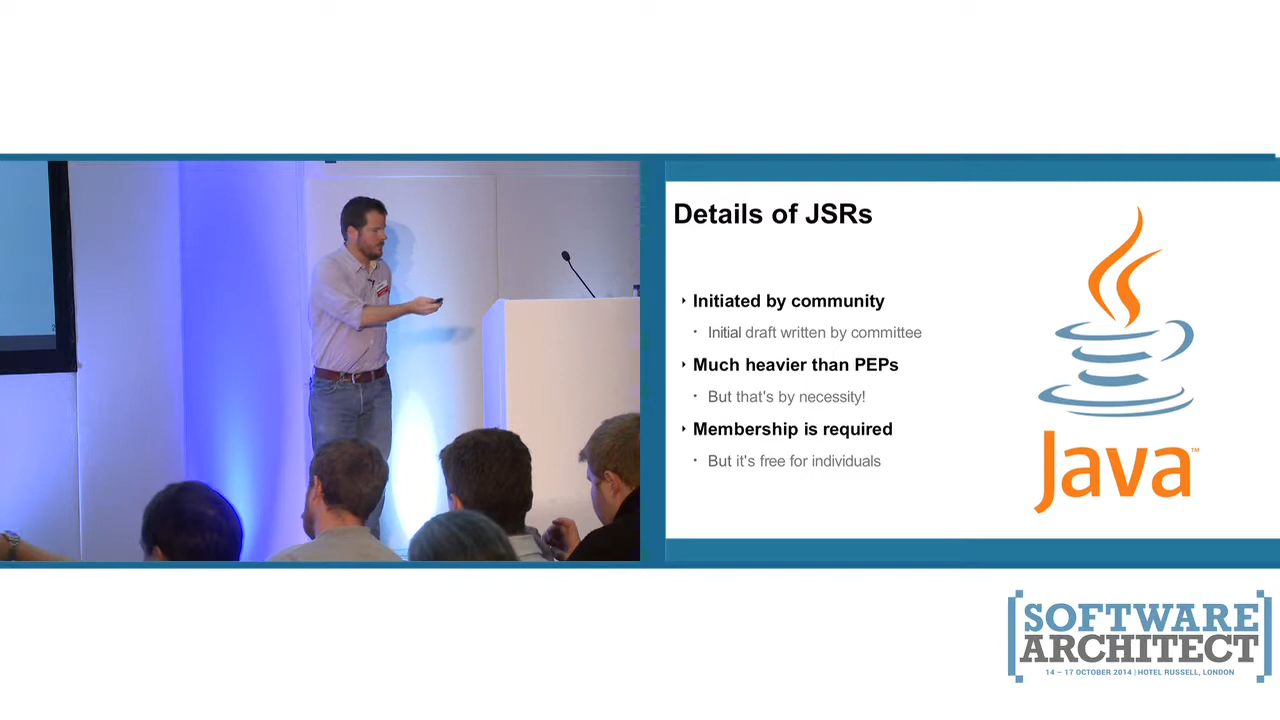 Details of JSRs
Initiated by community
Initial draft written by committee
Much heavier than PEPs
But that's by necessity!
Membership is required
But it's free for individuals
Java™
[SOFTWARE
ARCHITECT]
14 – 17 OCTOBER 2014 | HOTEL RUSSELL, LONDON